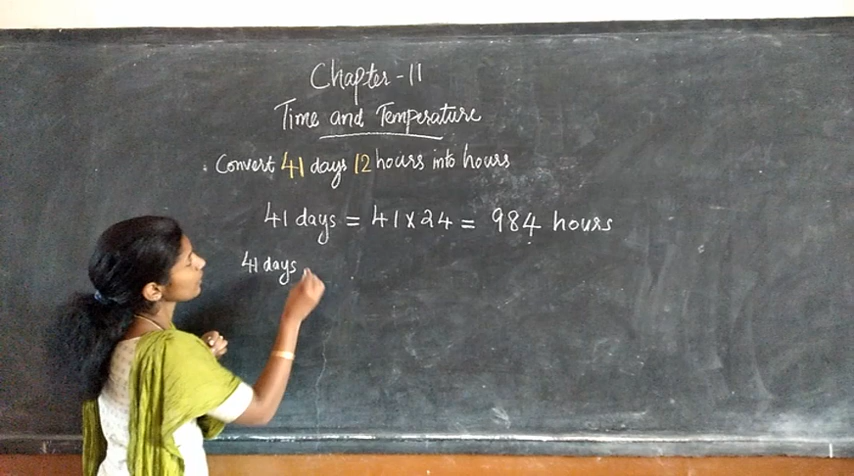 Chapter - 11
Time and Temperature
Convert 41 days 12 hours into hours
41 days = 41 x 24 = 984 hours
41 days